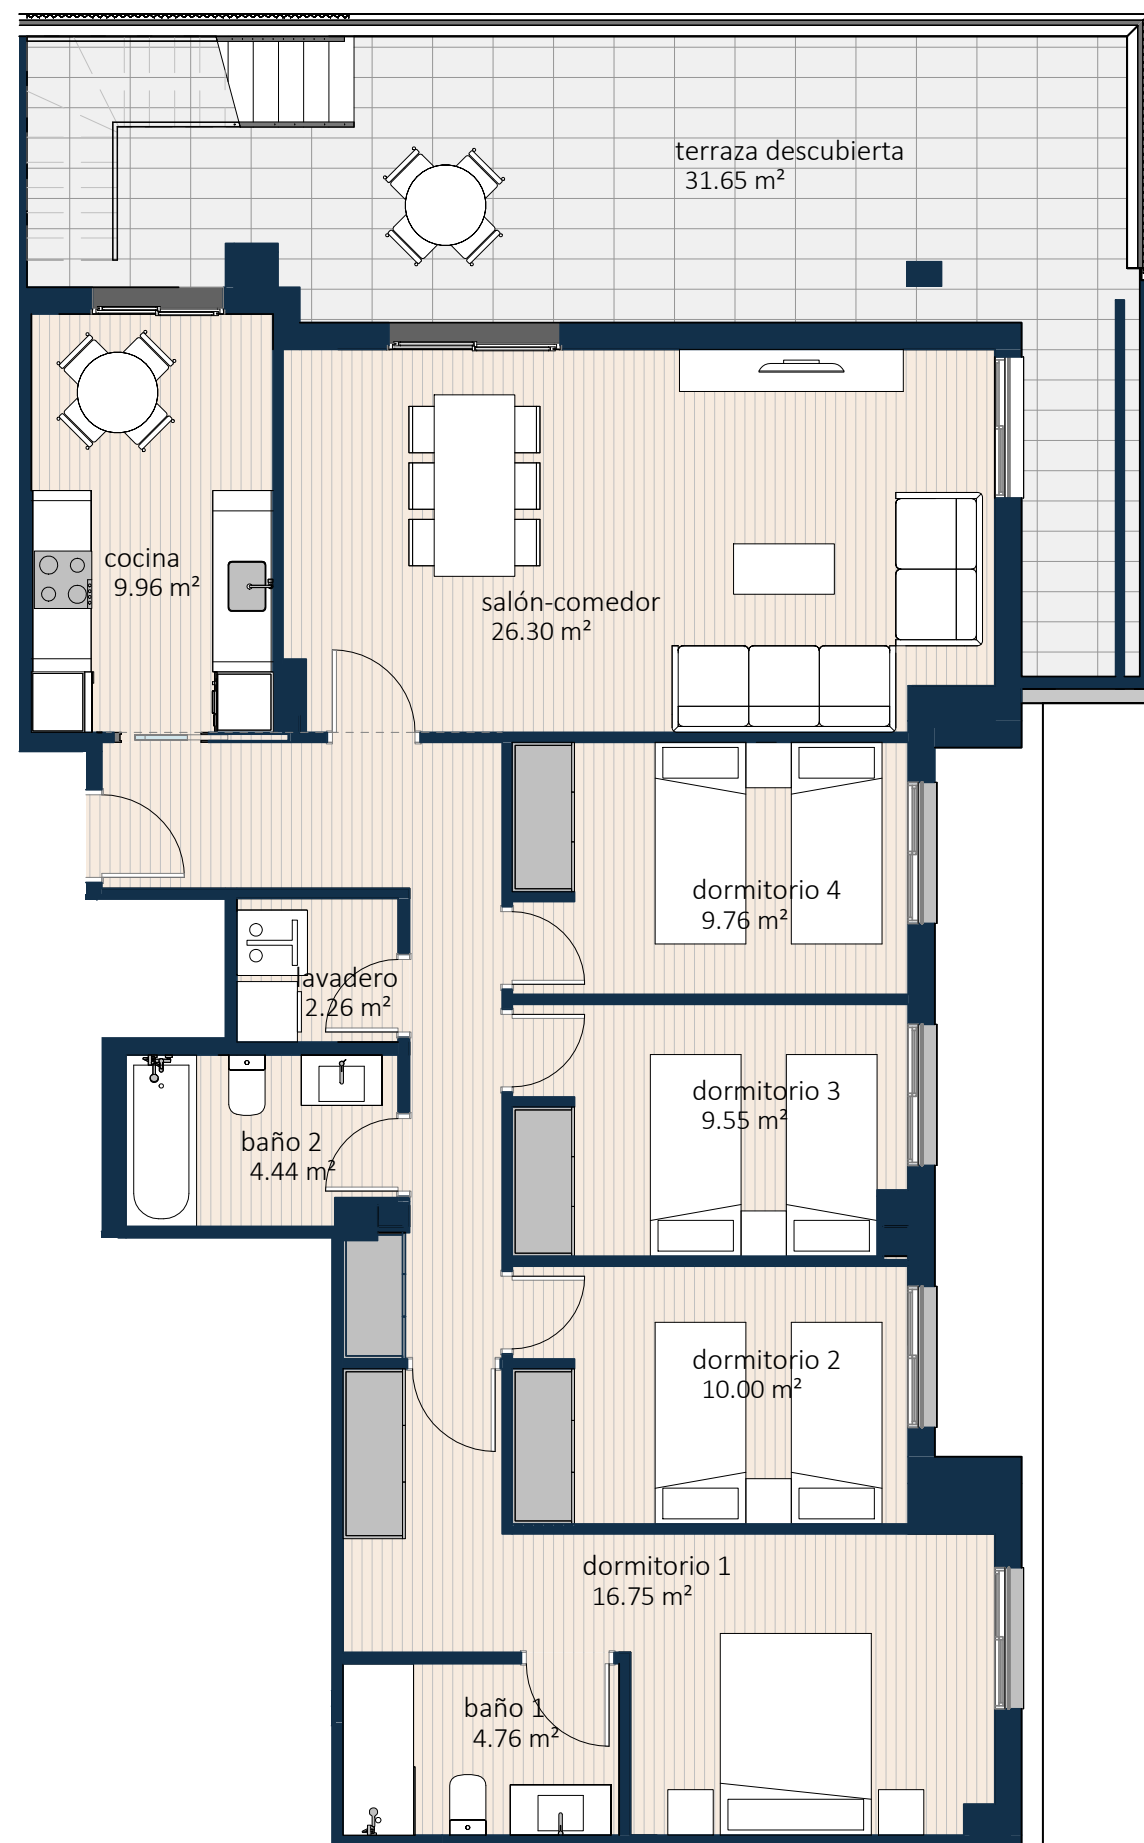 terraza descubierta
31.65 m²
cocina
9.96 m²
salón-comedor
26.30 m²
dormitorio 4
9.76 m²
lavadero
2.26 m²
dormitorio 3
9.55 m²
baño 2
4.44 m²
dormitorio 2
10.00 m²
dormitorio 1
16.75 m²
baño 1
4.76 m²